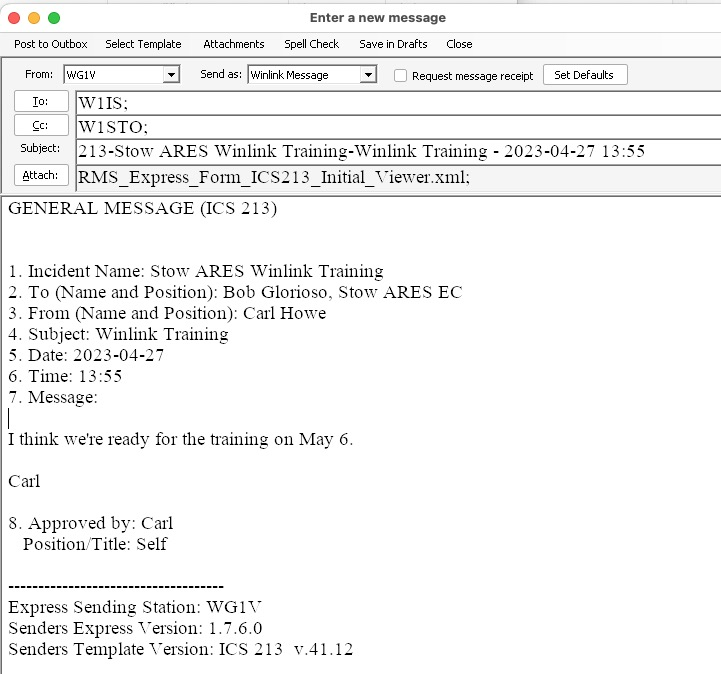 Enter a new message
Post to Outbox Select Template Attachments Spell Check Save in Drafts Close
From: WG1V Send as: Winlink Message Request message receipt Set Defaults
To: W1IS;
Cc: W1STO;
Subject: 213-Stow ARES Winlink Training-Winlink Training - 2023-04-27 13:55
Attach: RMS_Express_Form_ICS213_Initial_Viewer.xml;
GENERAL MESSAGE (ICS 213)
1. Incident Name: Stow ARES Winlink Training
2. To (Name and Position): Bob Glorioso, Stow ARES EC
3. From (Name and Position): Carl Howe
4. Subject: Winlink Training
5. Date: 2023-04-27
6. Time: 13:55
7. Message:
I think we're ready for the training on May 6.
Carl
8. Approved by: Carl
Position/Title: Self
------------------------------------
Express Sending Station: WG1V
Senders Express Version: 1.7.6.0
Senders Template Version: ICS 213 v.41.12